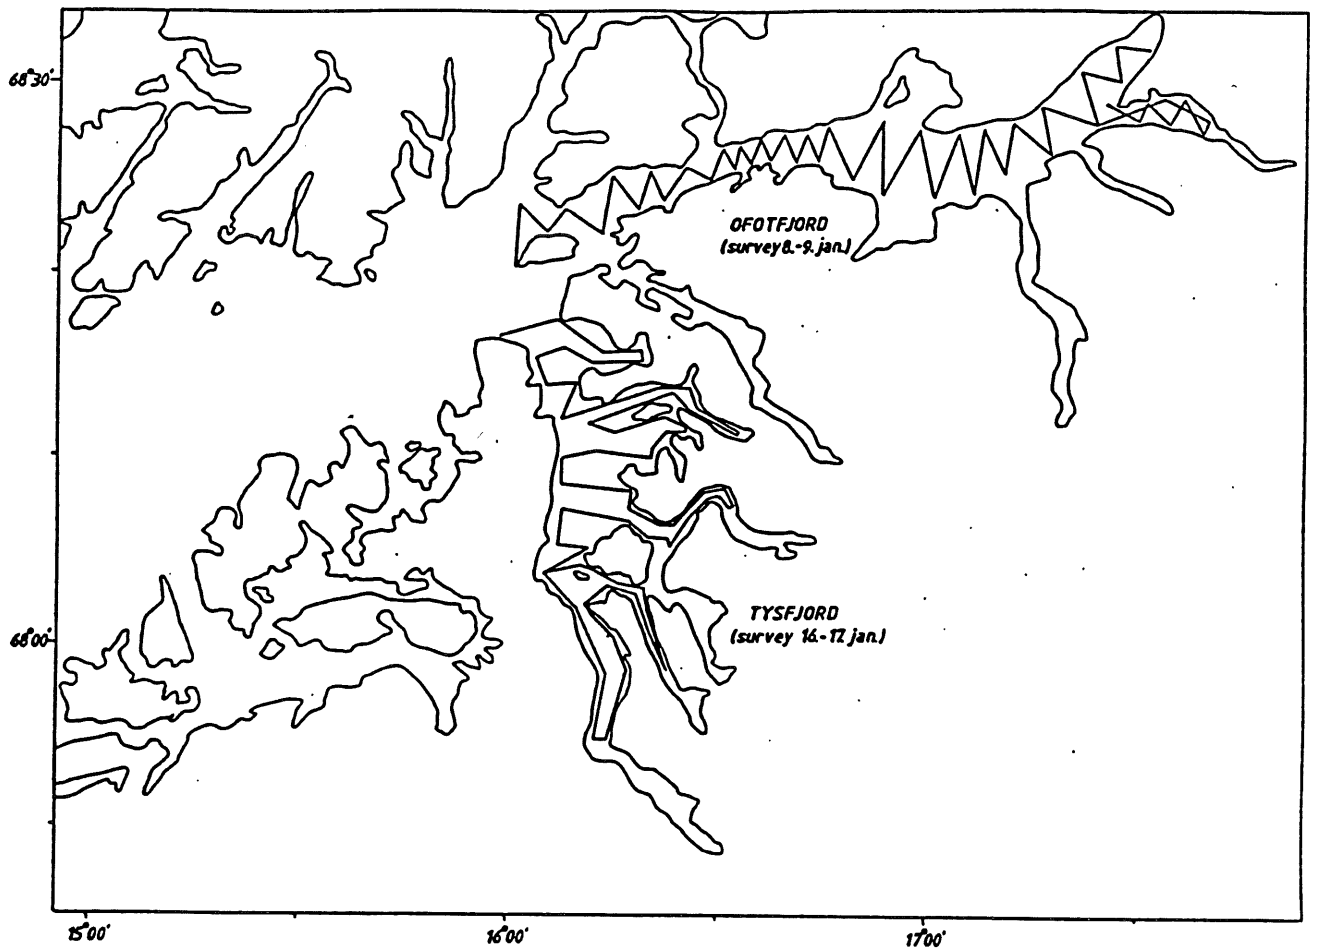 68°30'
OFOTFJORD
(survey 8.-9. jan.)
TYSFJORD
(survey 16.-17. jan.)
68°00'
15°00'
16°00'
17°00'